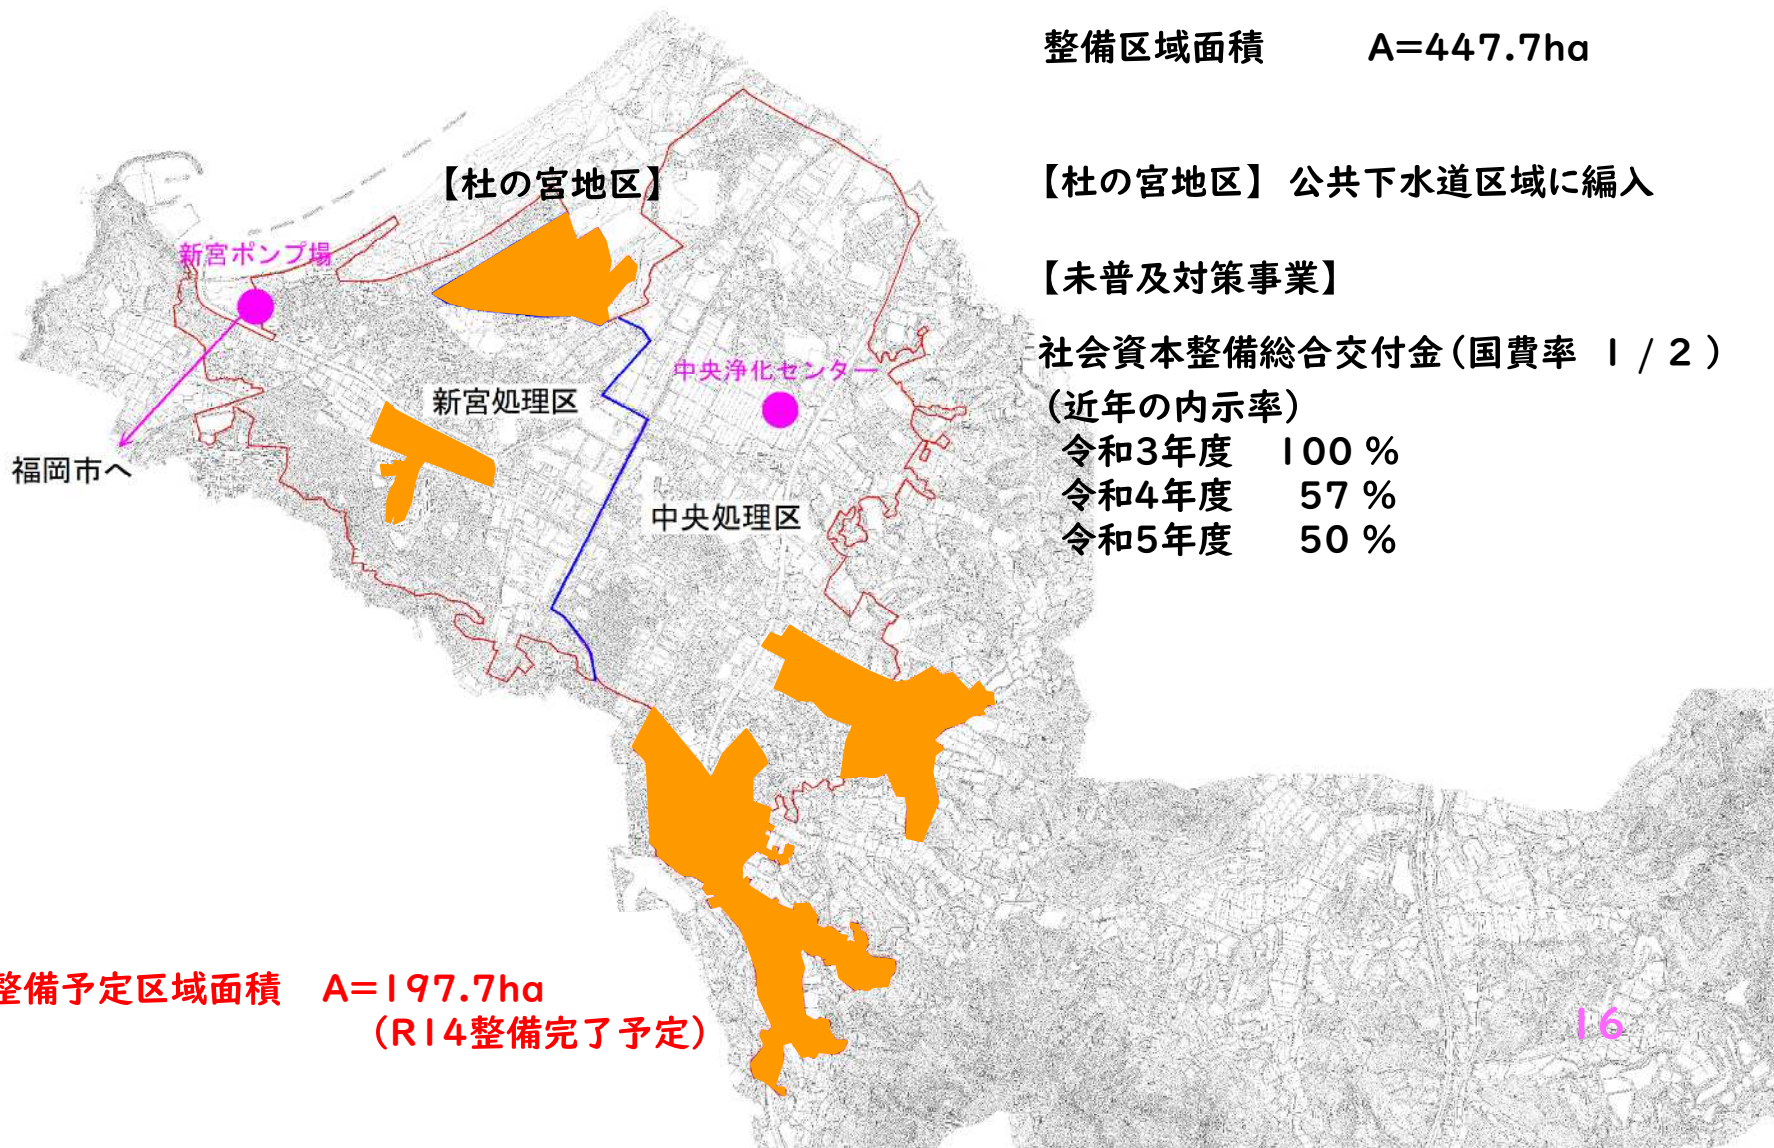 整備区域面積　A=447.7ha
【杜の宮地区】
【杜の宮地区】 公共下水道区域に編入
新宮ポンプ場
【未普及対策事業】
社会資本整備総合交付金(国費率 1/2)
(近年の内示率)
令和3年度　100%
令和4年度　57%
令和5年度　50%
中央浄化センター
新宮処理区
福岡市へ
中央処理区
整備予定区域面積　A=197.7ha
(R14整備完了予定)
16